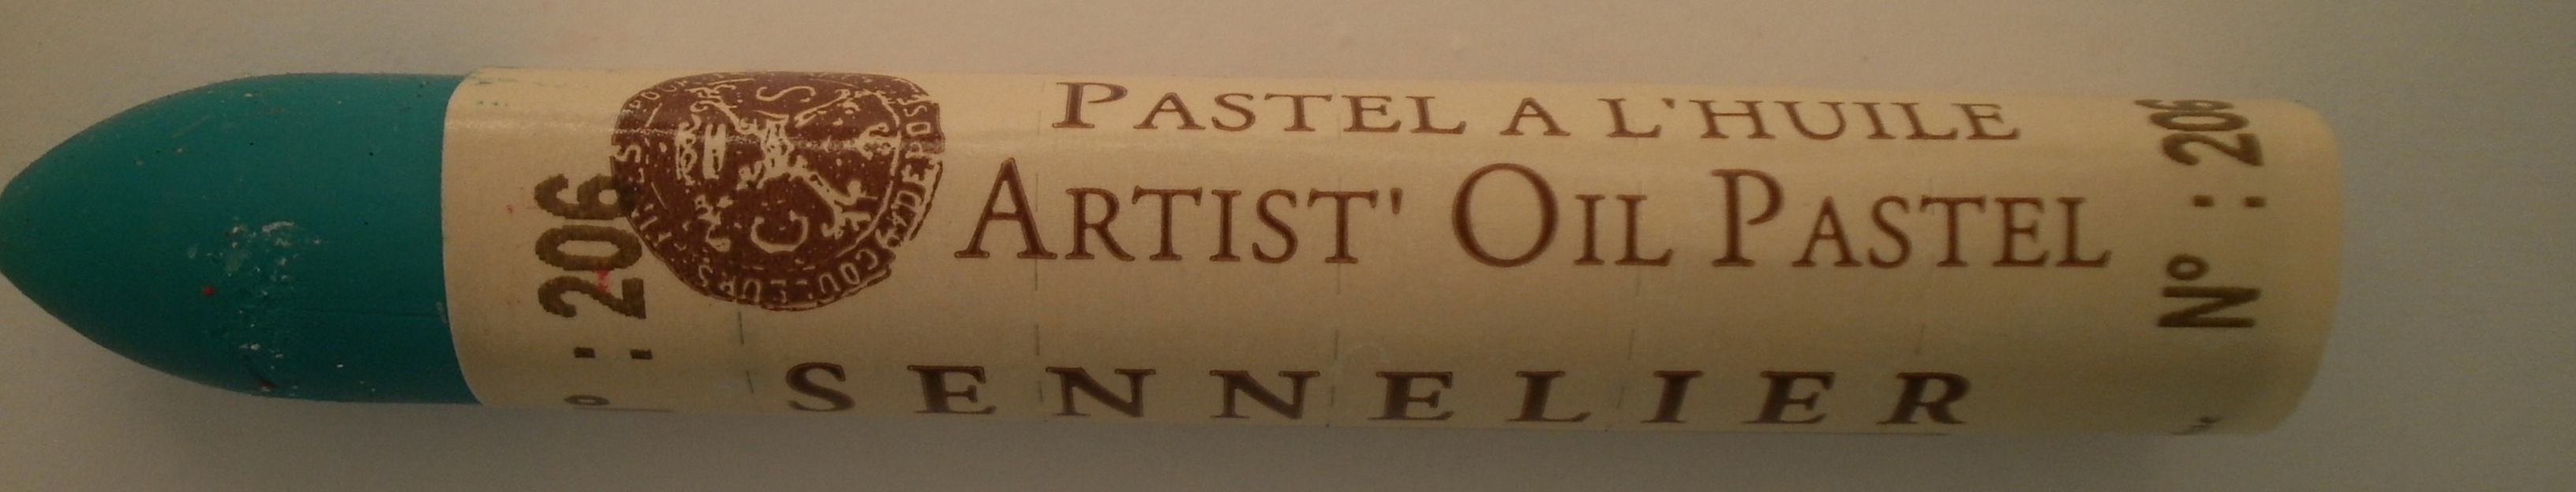 PASTEL A L'HUILE
ARTIST' OIL PASTEL
SENNELIER
° : 206
N° : 206